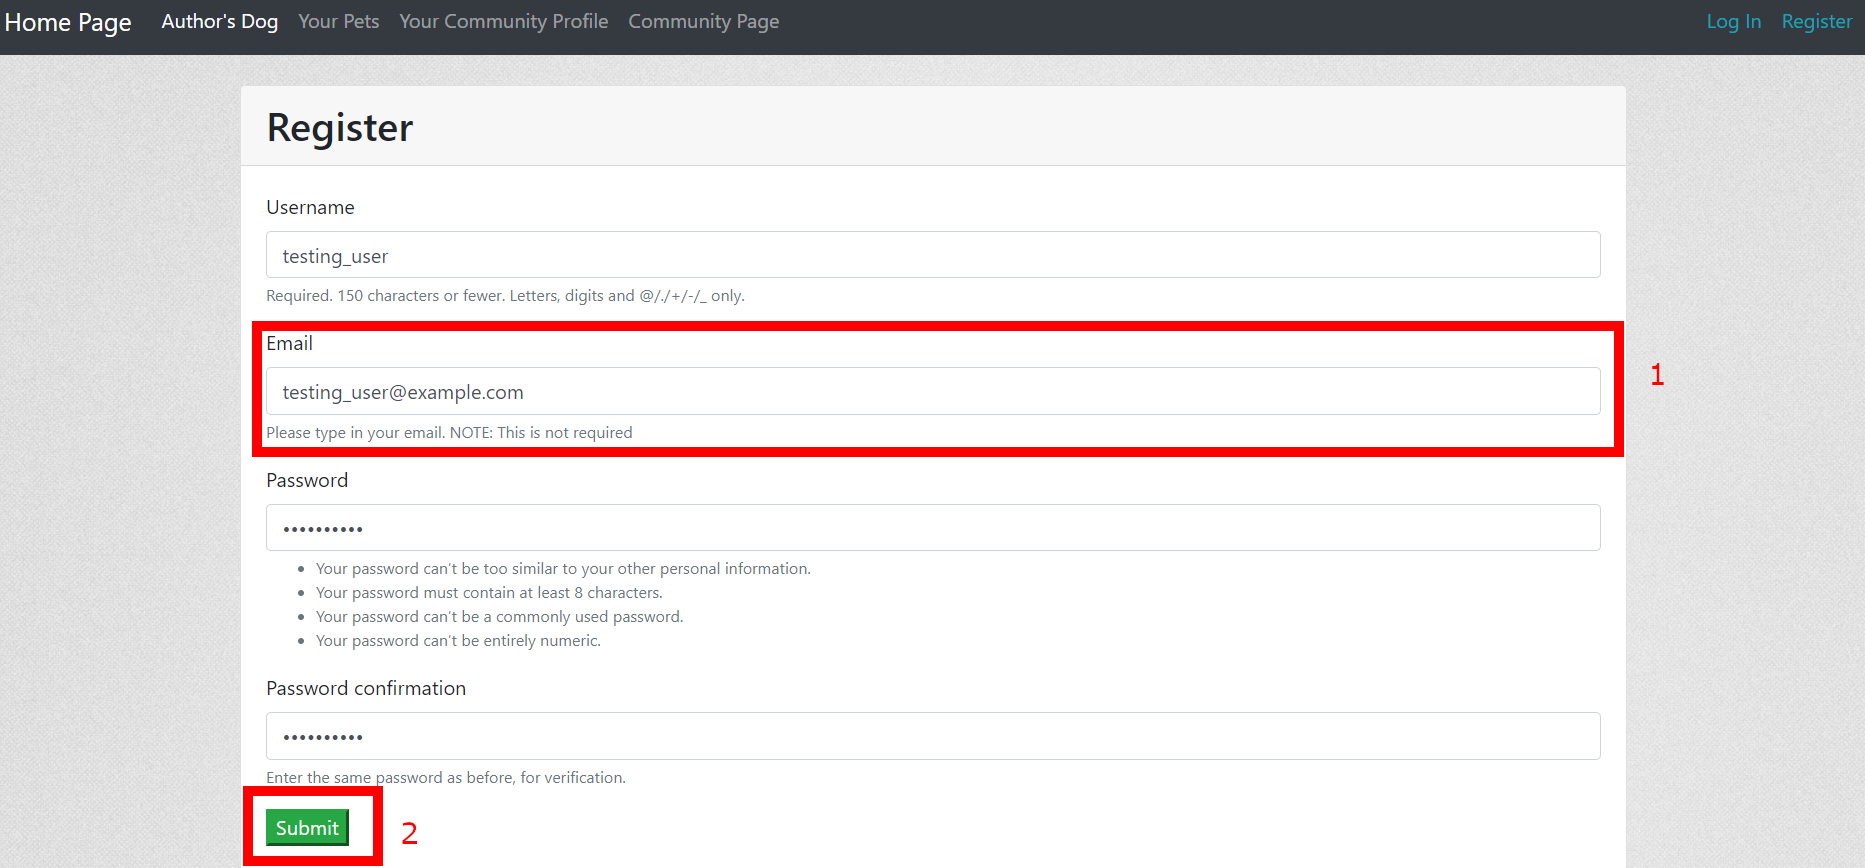 Home Page Author's Dog Your Pets Your Community Profile Community Page Log In Register
Register
Username
testing_user
Required. 150 characters or fewer. Letters, digits and @/./+/-/_ only.
Email
testing_user@example.com
1
Please type in your email. NOTE: This is not required
Password
••••••••••
Your password can't be too similar to your other personal information.
Your password must contain at least 8 characters.
Your password can't be a commonly used password.
Your password can't be entirely numeric.
Password confirmation
••••••••••
Enter the same password as before, for verification.
Submit 2